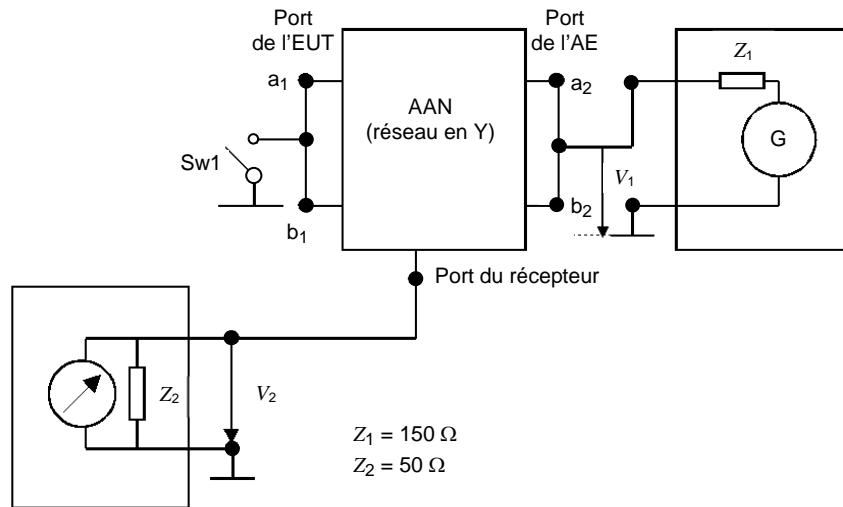 Port
de l'EUT
Port
de l'AE
Z1
a1
a2
AAN
(réseau en Y)
G
Sw1
V1
b1
b2
Port du récepteur
Z2
V2
Z1 = 150 Ω
Z2 = 50 Ω